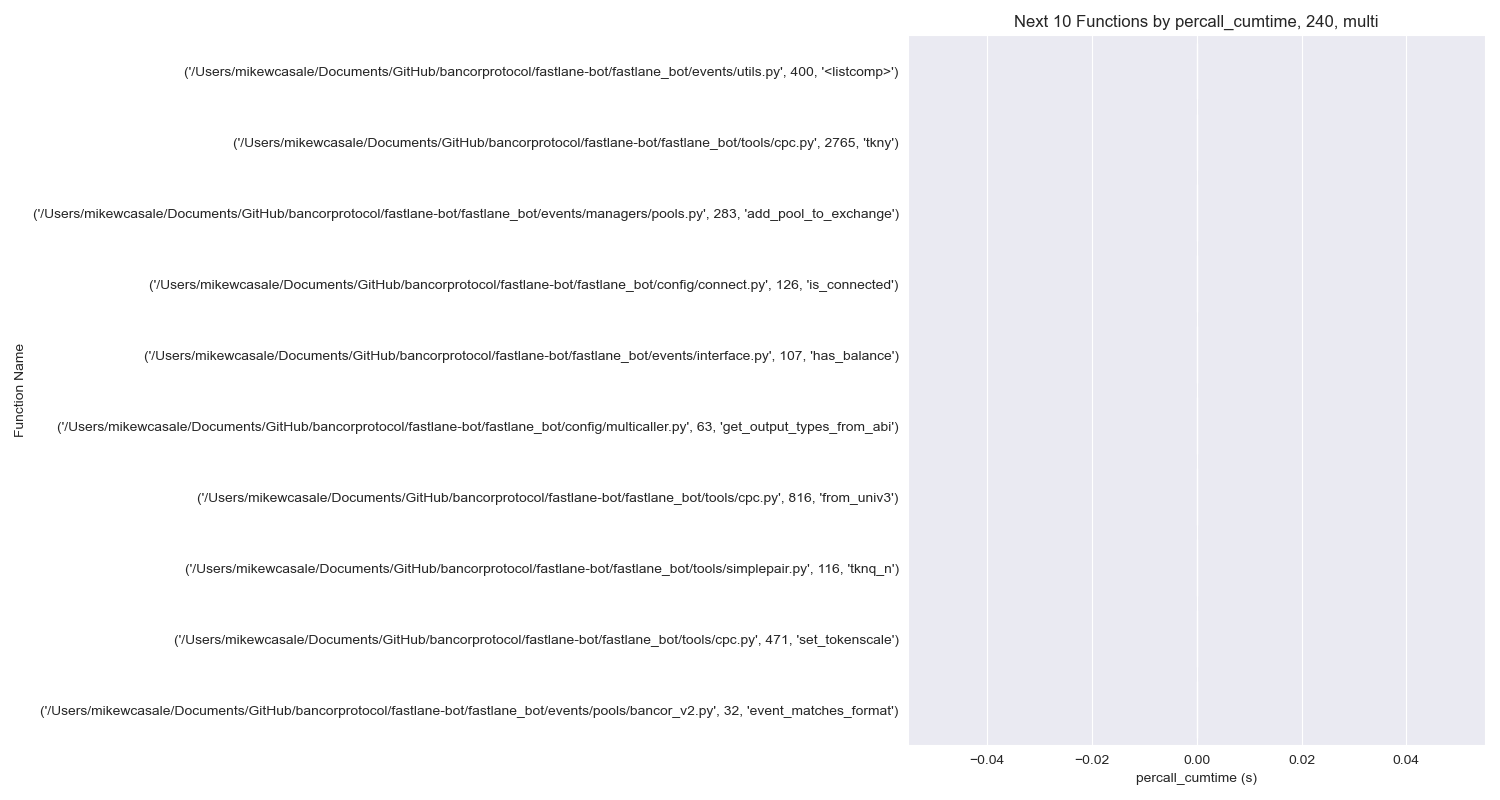 Next 10 Functions by percall_cumtime, 240, multi
('/Users/mikewcasale/Documents/GitHub/bancorprotocol/fastlane-bot/fastlane_bot/events/utils.py', 400, '<listcomp>')
('/Users/mikewcasale/Documents/GitHub/bancorprotocol/fastlane-bot/fastlane_bot/tools/cpc.py', 2765, 'tkny')
('/Users/mikewcasale/Documents/GitHub/bancorprotocol/fastlane-bot/fastlane_bot/events/managers/pools.py', 283, 'add_pool_to_exchange')
('/Users/mikewcasale/Documents/GitHub/bancorprotocol/fastlane-bot/fastlane_bot/config/connect.py', 126, 'is_connected')
('/Users/mikewcasale/Documents/GitHub/bancorprotocol/fastlane-bot/fastlane_bot/events/interface.py', 107, 'has_balance')
('/Users/mikewcasale/Documents/GitHub/bancorprotocol/fastlane-bot/fastlane_bot/config/multicaller.py', 63, 'get_output_types_from_abi')
('/Users/mikewcasale/Documents/GitHub/bancorprotocol/fastlane-bot/fastlane_bot/tools/cpc.py', 816, 'from_univ3')
('/Users/mikewcasale/Documents/GitHub/bancorprotocol/fastlane-bot/fastlane_bot/tools/simplepair.py', 116, 'tknq_n')
('/Users/mikewcasale/Documents/GitHub/bancorprotocol/fastlane-bot/fastlane_bot/tools/cpc.py', 471, 'set_tokenscale')
('/Users/mikewcasale/Documents/GitHub/bancorprotocol/fastlane-bot/fastlane_bot/events/pools/bancor_v2.py', 32, 'event_matches_format')
Function Name
−0.04 −0.02 0.00 0.02 0.04
percall_cumtime (s)